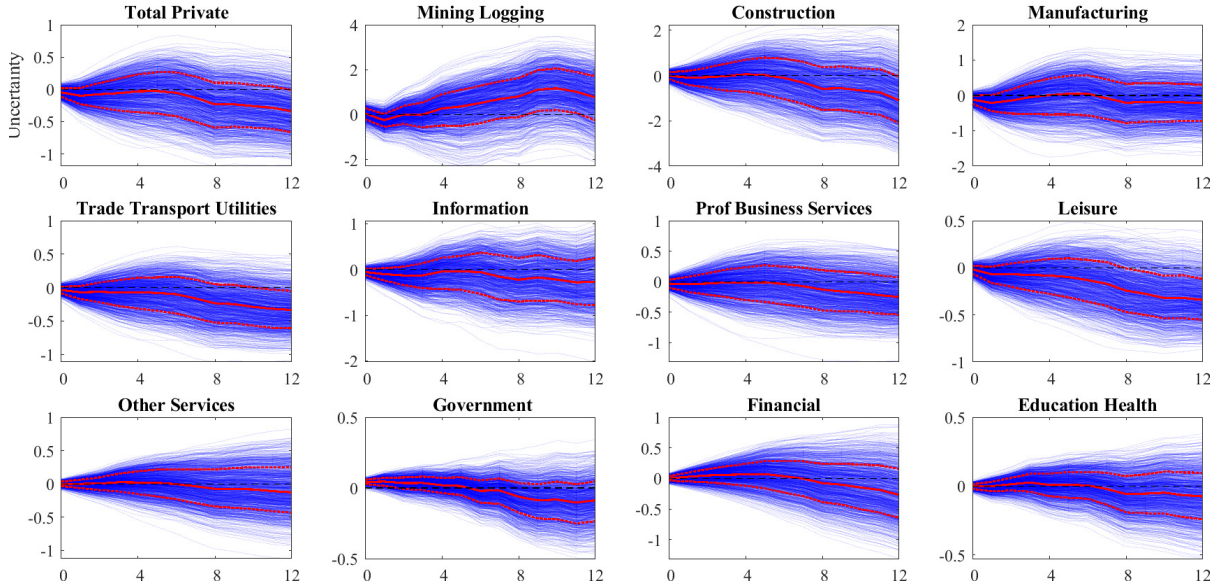 Total Private
Mining Logging
Construction
Manufacturing
Uncertainty
1
0.5
0
-0.5
-1
0 4 8 12
4
2
0
-2
0 4 8 12
2
0
-2
-4
0 4 8 12
2
1
0
-1
-2
0 4 8 12
Trade Transport Utilities
Information
Prof Business Services
Leisure
1
0.5
0
-0.5
-1
0 4 8 12
1
0
-1
-2
0 4 8 12
1
0.5
0
-0.5
-1
0 4 8 12
0.5
0
-0.5
-1
0 4 8 12
Other Services
Government
Financial
Education Health
1
0.5
0
-0.5
-1
0 4 8 12
0.5
0
-0.5
0 4 8 12
1
0.5
0
-0.5
-1
0 4 8 12
0.5
0
-0.5
0 4 8 12